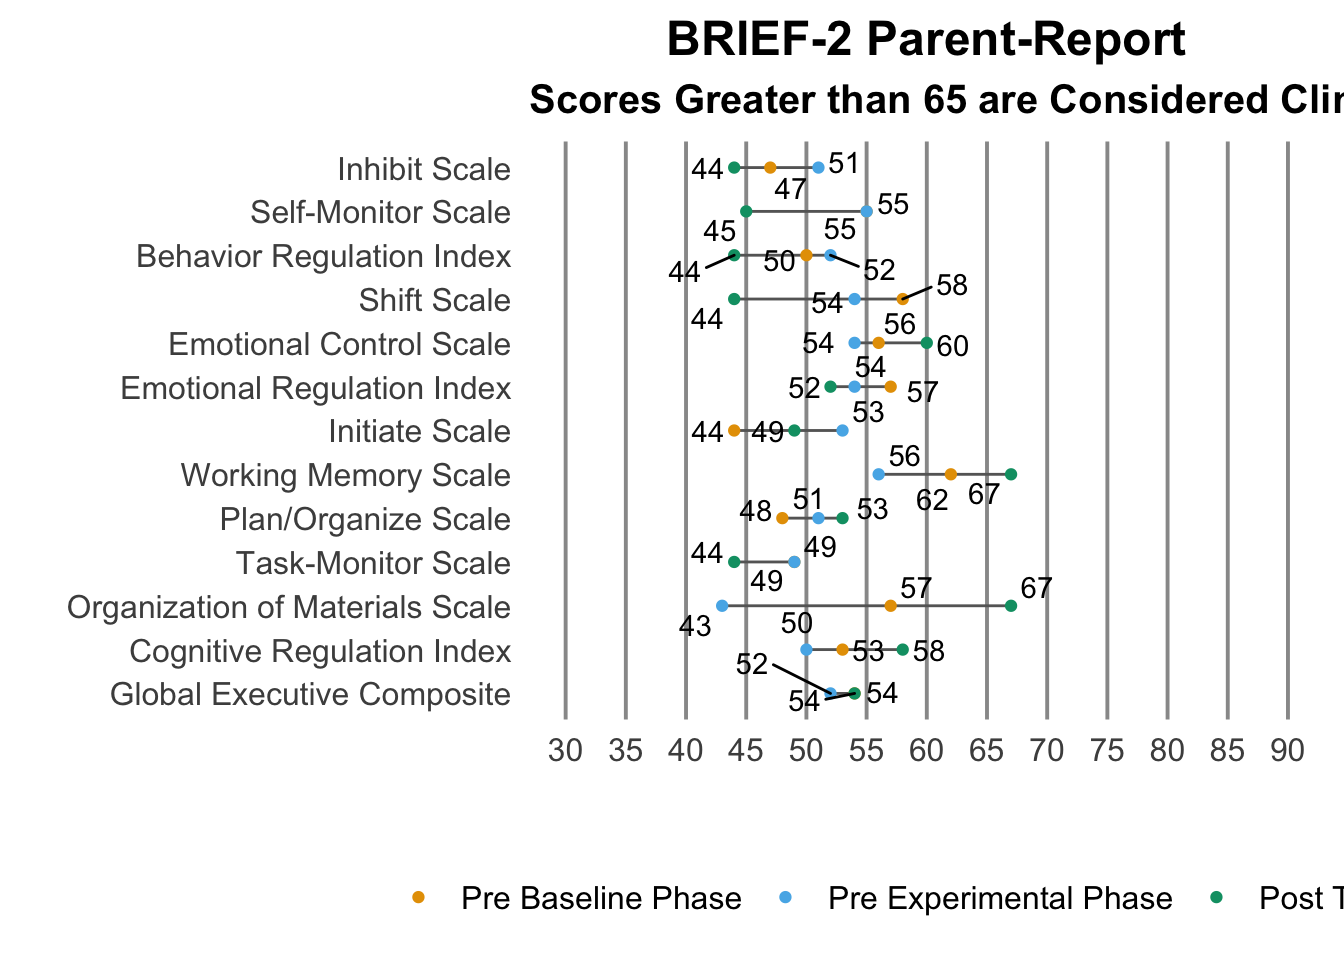 BRIEF-2 Parent-Report
Scores Greater than 65 are Considered Clin
Inhibit Scale 44 47 51
Self-Monitor Scale 45 55 55
Behavior Regulation Index 44 50 52
Shift Scale 44 54 58
Emotional Control Scale 54 56 60
Emotional Regulation Index 52 54 57
Initiate Scale 44 49 53
Working Memory Scale 56 62 67
Plan/Organize Scale 48 51 53
Task-Monitor Scale 44 49 49
Organization of Materials Scale 43 57 67
Cognitive Regulation Index 50 53 58
Global Executive Composite 52 54 54
30 35 40 45 50 55 60 65 70 75 80 85 90
Pre Baseline Phase Pre Experimental Phase Post T